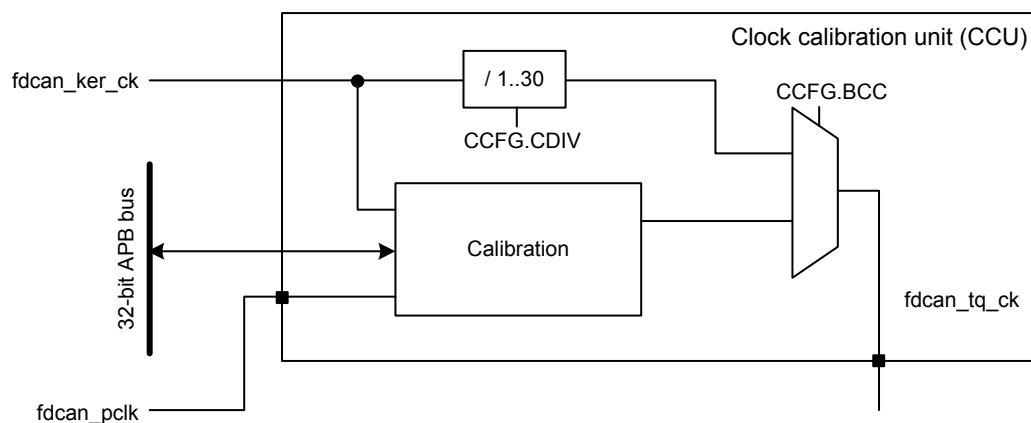 Clock calibration unit (CCU)
fdcan_ker_ck
/ 1..30
CCFG.BCC
CCFG.CDIV
32-bit APB bus
Calibration
fdcan_tq_ck
fdcan_pclk